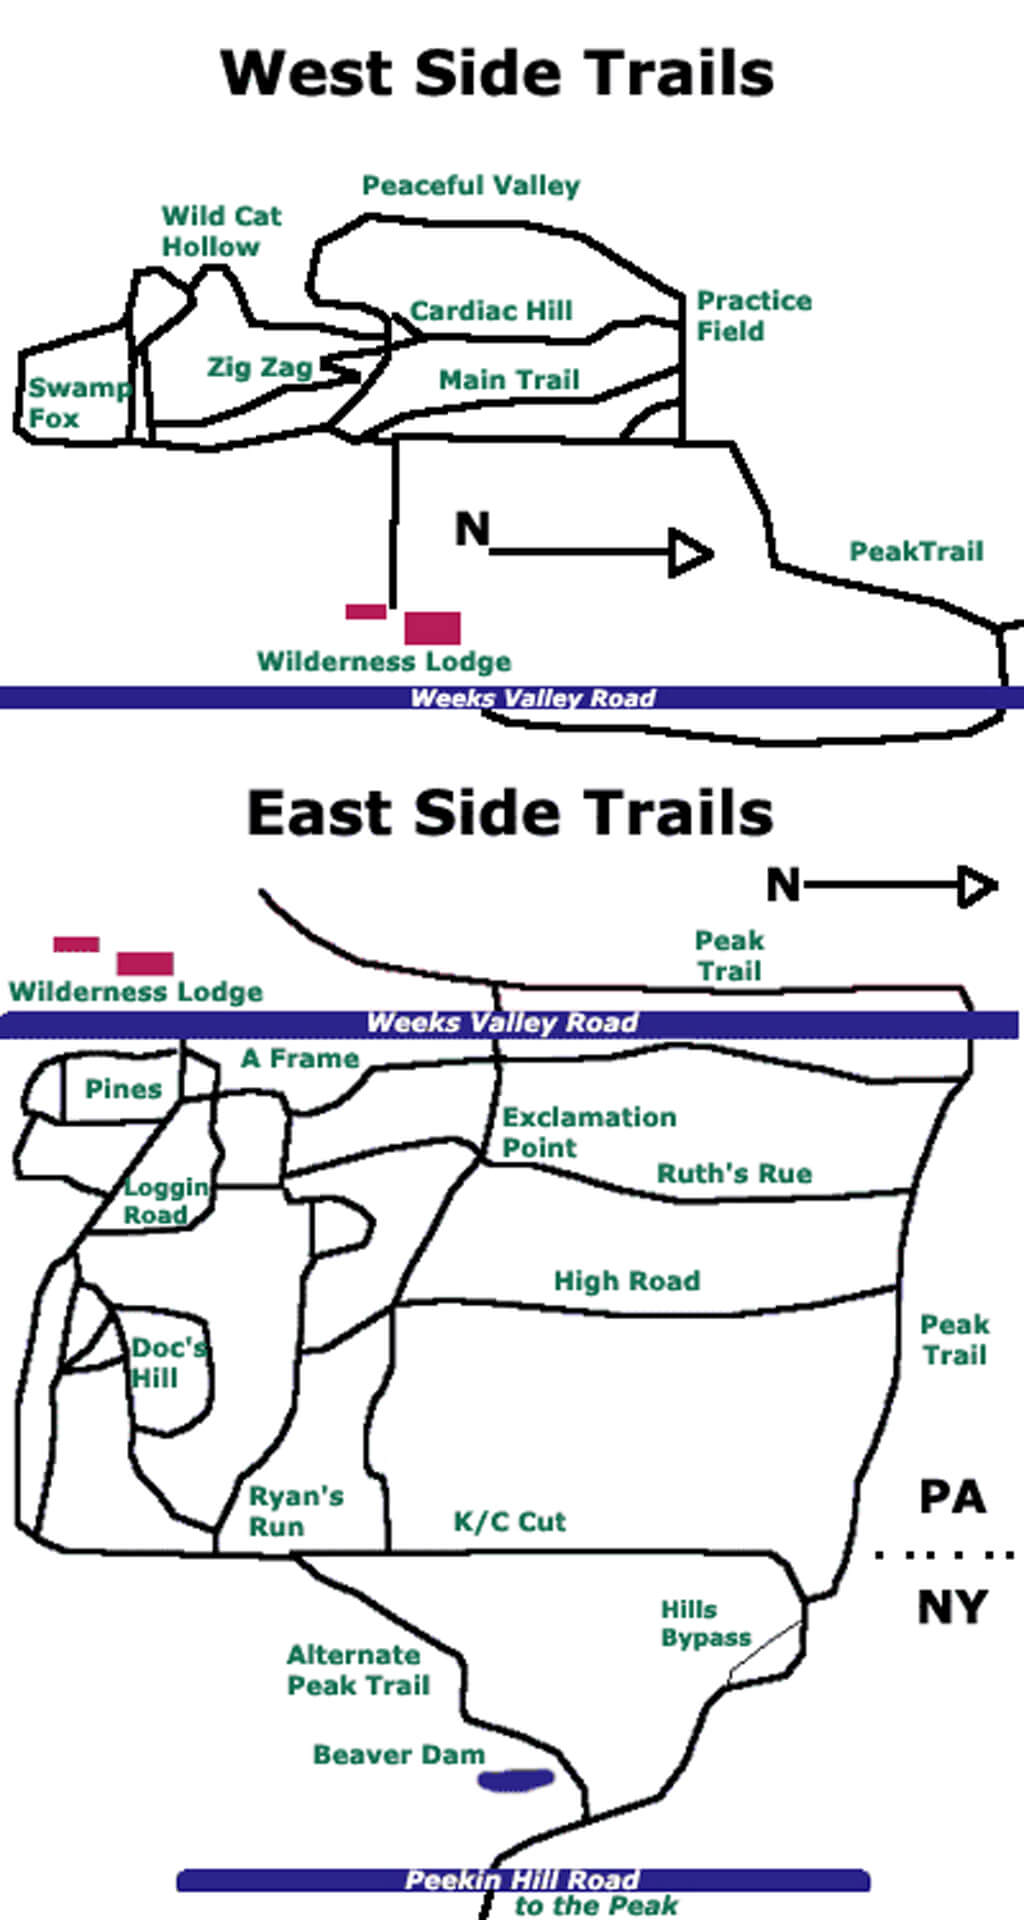 West Side Trails
Peaceful Valley
Wild Cat
Hollow
Cardiac Hill
Practice
Field
Zig Zag
Main Trail
Swamp
Fox
N
PeakTrail
Wilderness Lodge
Weeks Valley Road
East Side Trails
N
Peak
Trail
Wilderness Lodge
Weeks Valley Road
A Frame
Pines
Exclamation
Point
Ruth's Rue
Loggin
Road
High Road
Peak
Trail
Doc's
Hill
Ryan's
Run
K/C Cut
PA
NY
Hills
Bypass
Alternate
Peak Trail
Beaver Dam
Peekin Hill Road
to the Peak